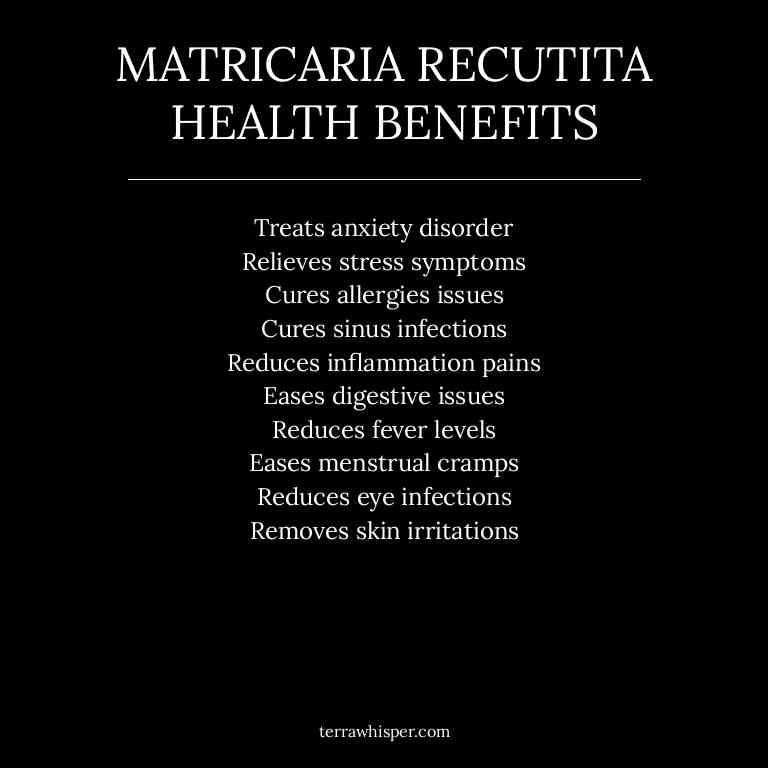 MATRICARIA RECUTITA
HEALTH BENEFITS
Treats anxiety disorder
Relieves stress symptoms
Cures allergies issues
Cures sinus infections
Reduces inflammation pains
Eases digestive issues
Reduces fever levels
Eases menstrual cramps
Reduces eye infections
Removes skin irritations
terrawhisper.com